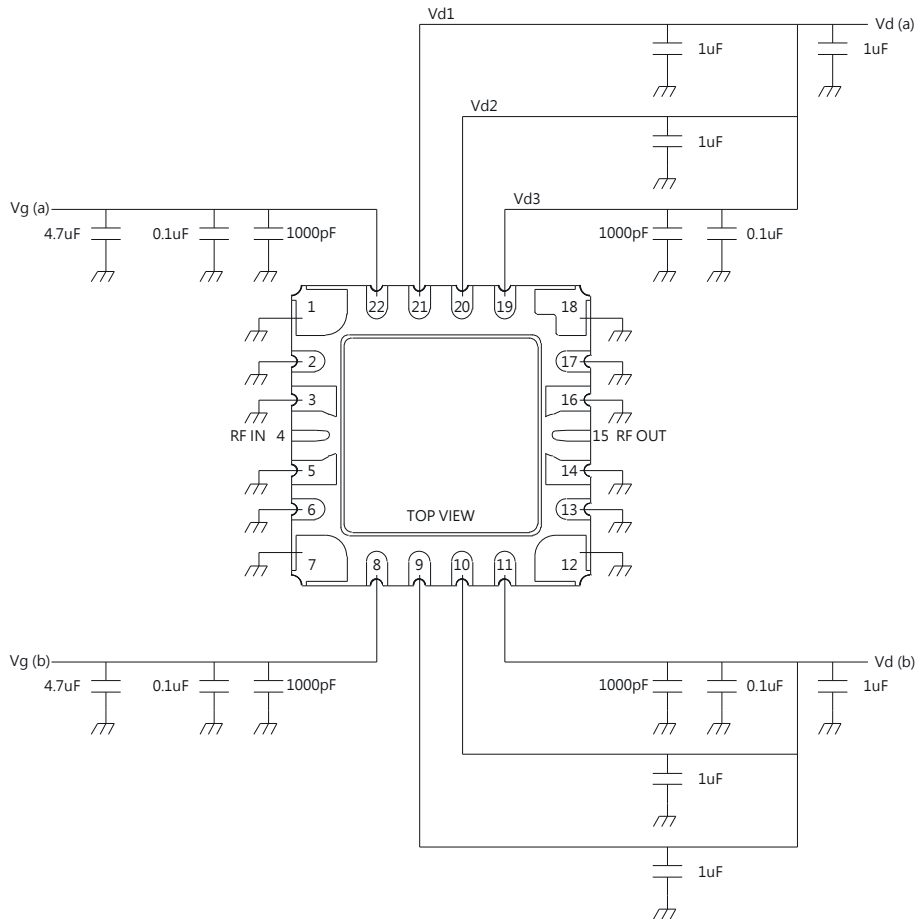 Vd1
Vd (a)
1uF
1uF
Vd2
1uF
Vg (a)
Vd3
4.7uF
0.1uF
1000pF
1000pF
0.1uF
1
22
21
20
19
18
2
17
3
16
RF IN 4
15 RF OUT
5
14
6
TOP VIEW
13
7
8
9
10
11
12
Vg (b)
Vd (b)
4.7uF
0.1uF
1000pF
1000pF
0.1uF
1uF
1uF
1uF